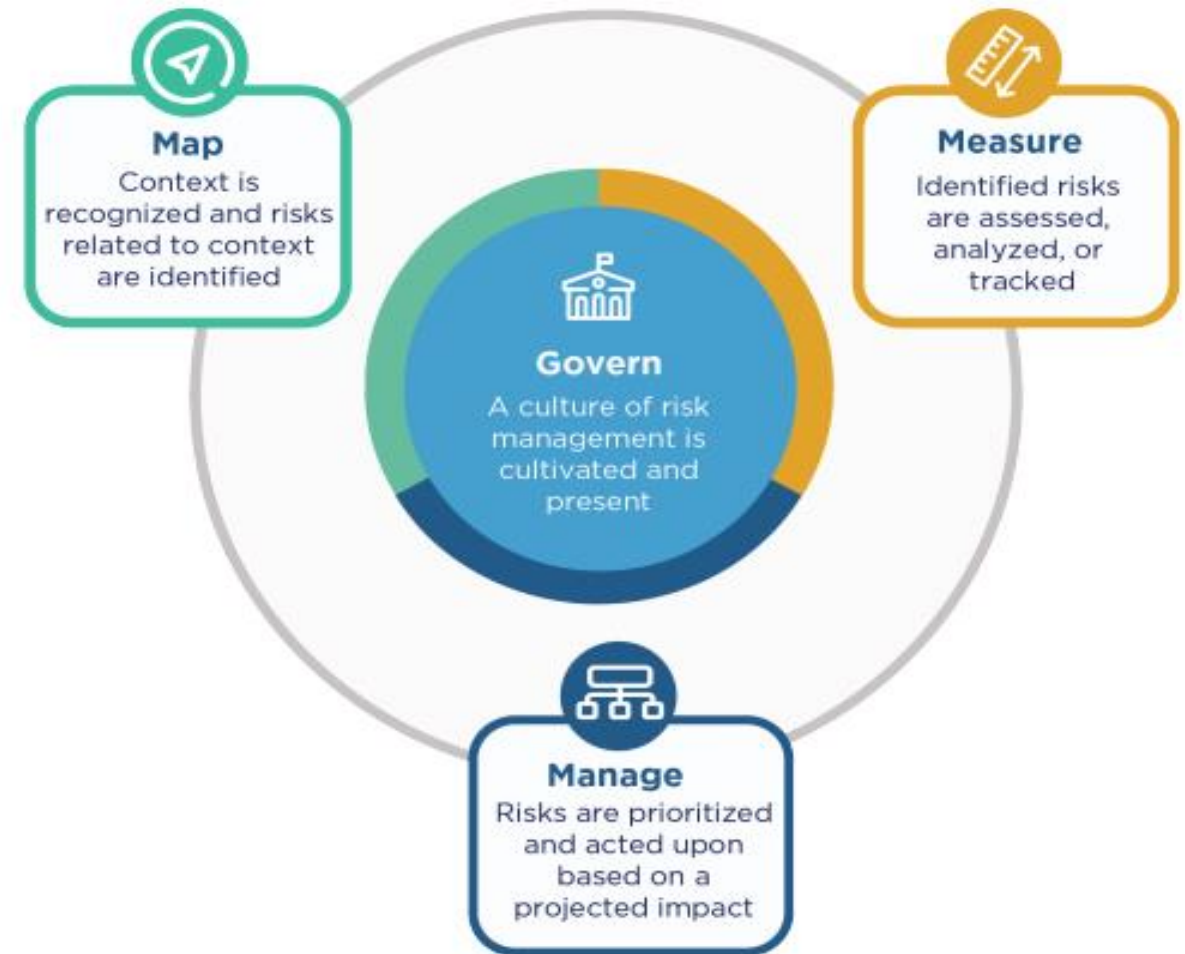 Map
Context is
recognized and risks
related to context
are identified
Measure
Identified risks
are assessed,
analyzed, or
tracked
Govern
A culture of risk
management is
cultivated and
present
Manage
Risks are prioritized
and acted upon
based on a
projected impact